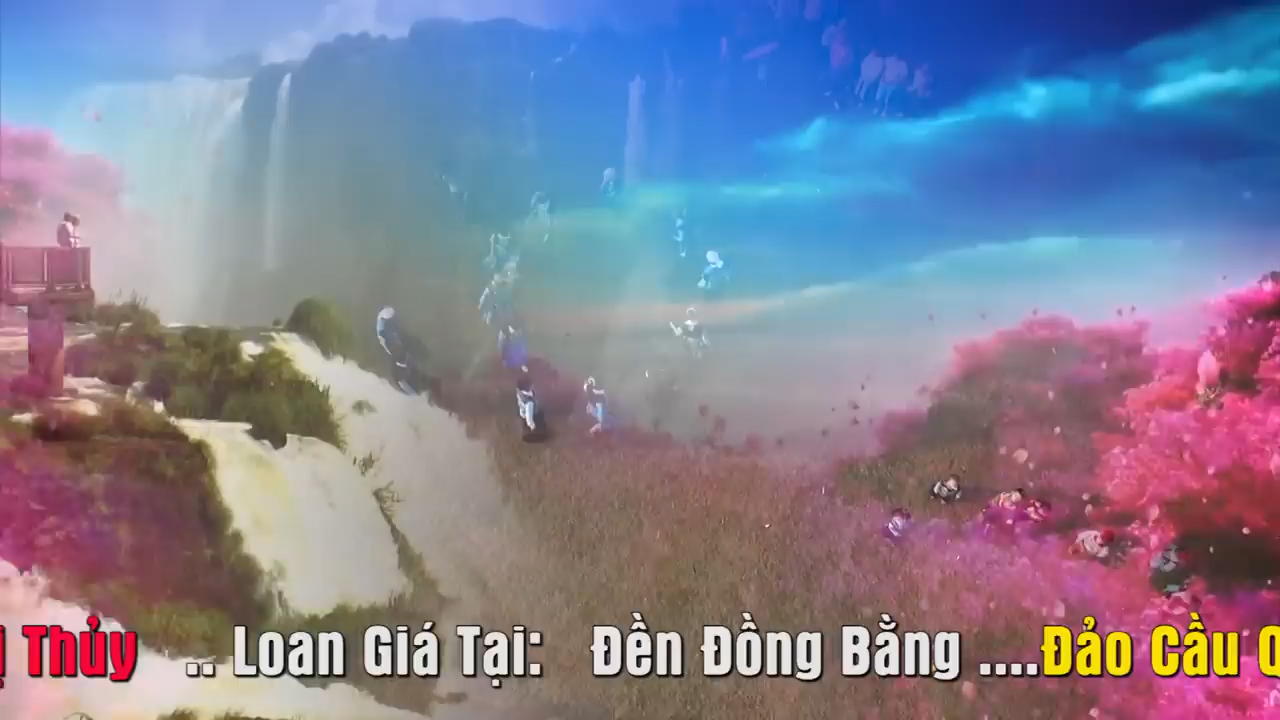 Thủy .. Loan Giá Tại: Đền Đồng Bằng ....Đảo Cầu